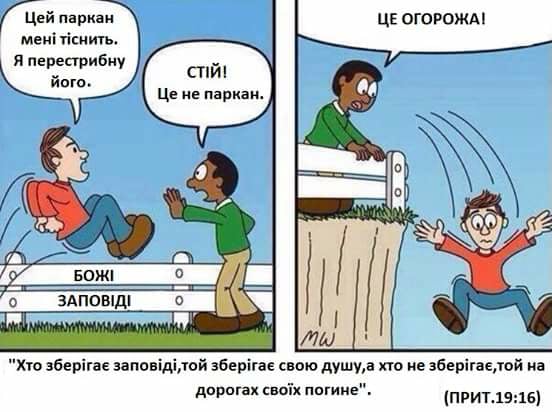 Цей паркан
мені тіснить.
Я перестрибну
його.
СТІЙ!
Це не паркан.
БОЖІ
ЗАПОВІДІ
ЦЕ ОГОРОЖА!
MW
"Хто зберігає заповіді,той зберігає свою душу,а хто не зберігає,той на
дорогах своїх погине".
(ПРИТ.19:16)